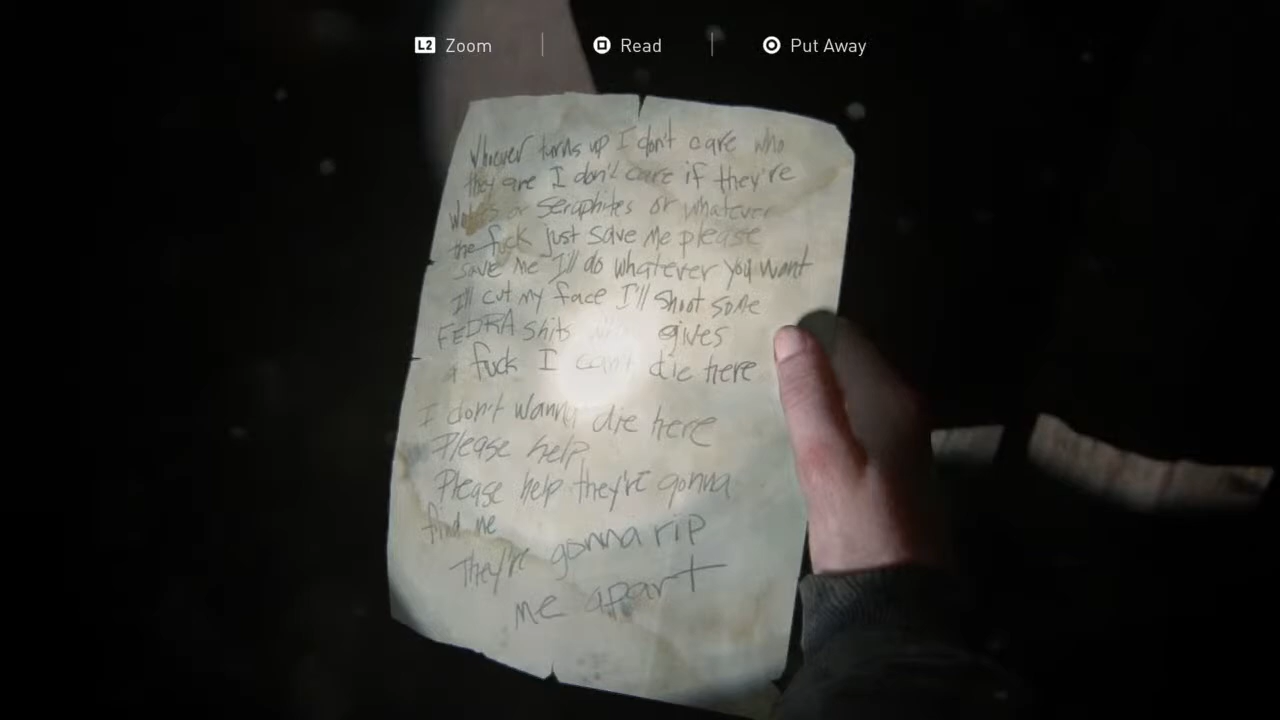 L2 Zoom | Read | Put Away
Whoever turns up I don't care who
they are I don't care if they're
Wolves or Seraphites or whatever
the fuck just save me please
save me I'll do whatever you want
I'll cut my face I'll shoot some
FEDRA shits who gives
a fuck I can't die here
I don't wanna die here
Please help
Please help they're gonna
find me
They're gonna rip
me apart